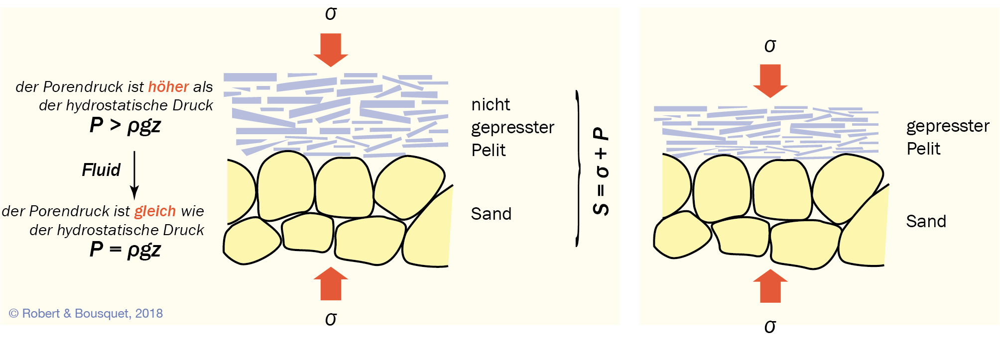 σ
der Porendruck ist höher als
der hydrostatische Druck
P > ρgz
Fluid
der Porendruck ist gleich wie
der hydrostatische Druck
P = ρgz
nicht
gepresster
Pelit
Sand
S = σ + P
σ
© Robert & Bousquet, 2018
σ
gepresster
Pelit
Sand
σ